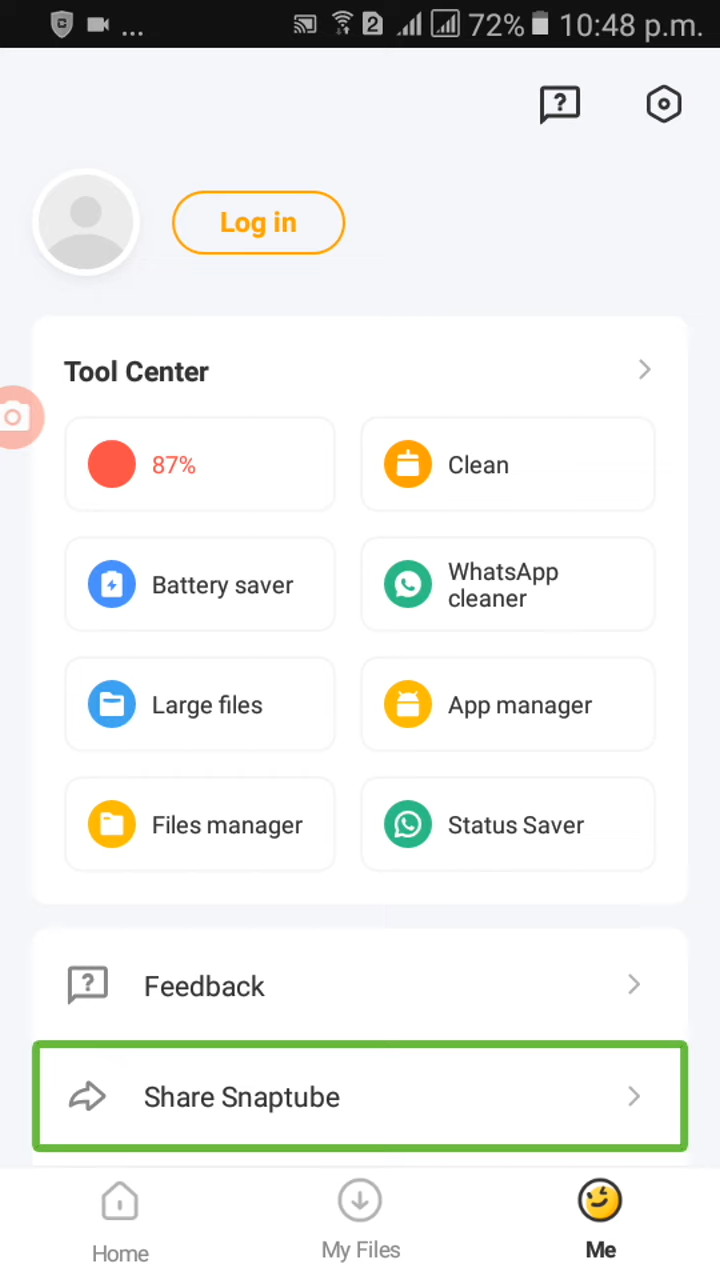 ... 2 72% 10:48 p.m.
Log in
Tool Center
87%
Clean
Battery saver
WhatsApp
cleaner
Large files
App manager
Files manager
Status Saver
Feedback
Share Snaptube
Home
My Files
Me